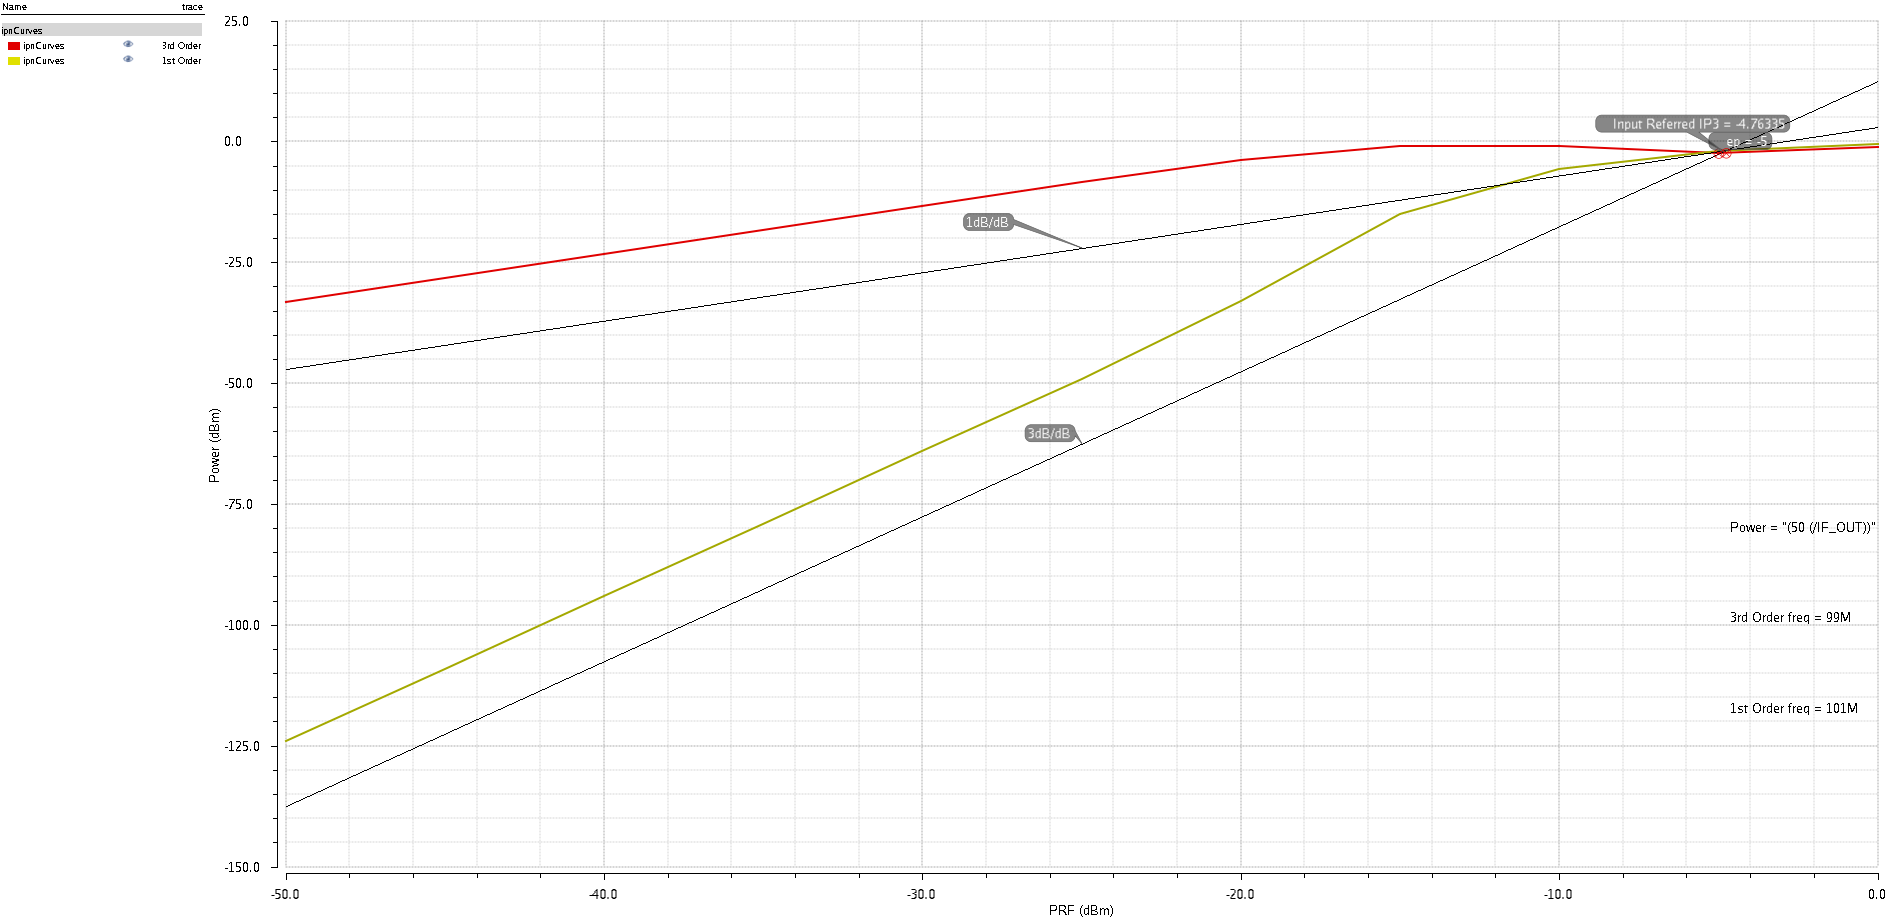 Name trace
ipnCurves
ipnCurves 3rd Order
ipnCurves 1st Order
25.0
0.0
-25.0
-50.0
-75.0
-100.0
-125.0
-150.0
Power (dBm)
Input Referred IP3 = -4.76335
ep = -5
1dB/dB
3dB/dB
Power = "(50 (/IF_OUT))"
3rd Order freq = 99M
1st Order freq = 101M
-50.0 -40.0 -30.0 -20.0 -10.0 0.0
PRF (dBm)